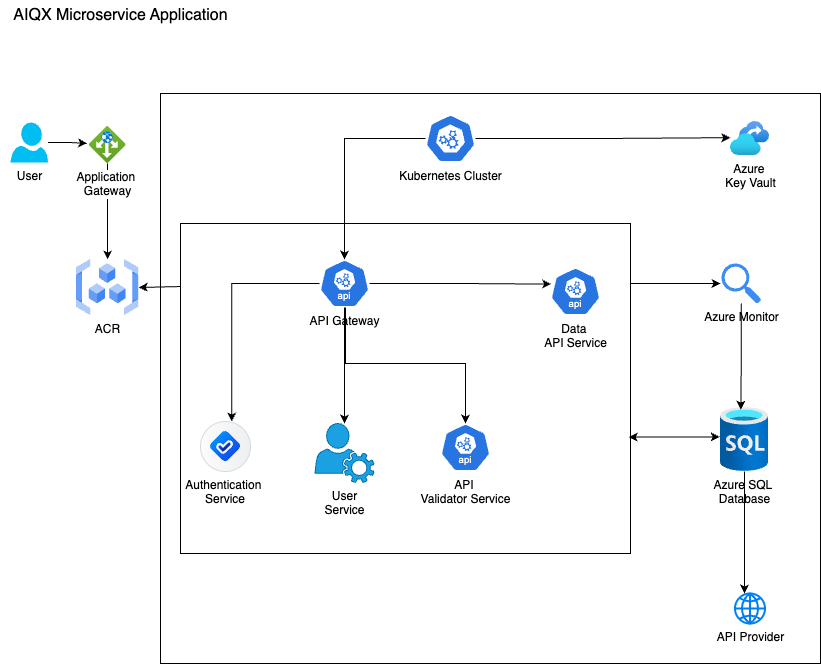 AIQX Microservice Application
User
Application
Gateway
Kubernetes Cluster
Azure
Key Vault
ACR
api
API Gateway
api
Data
API Service
Azure Monitor
Authentication
Service
User
Service
api
API
Validator Service
SQL
Azure SQL
Database
API Provider